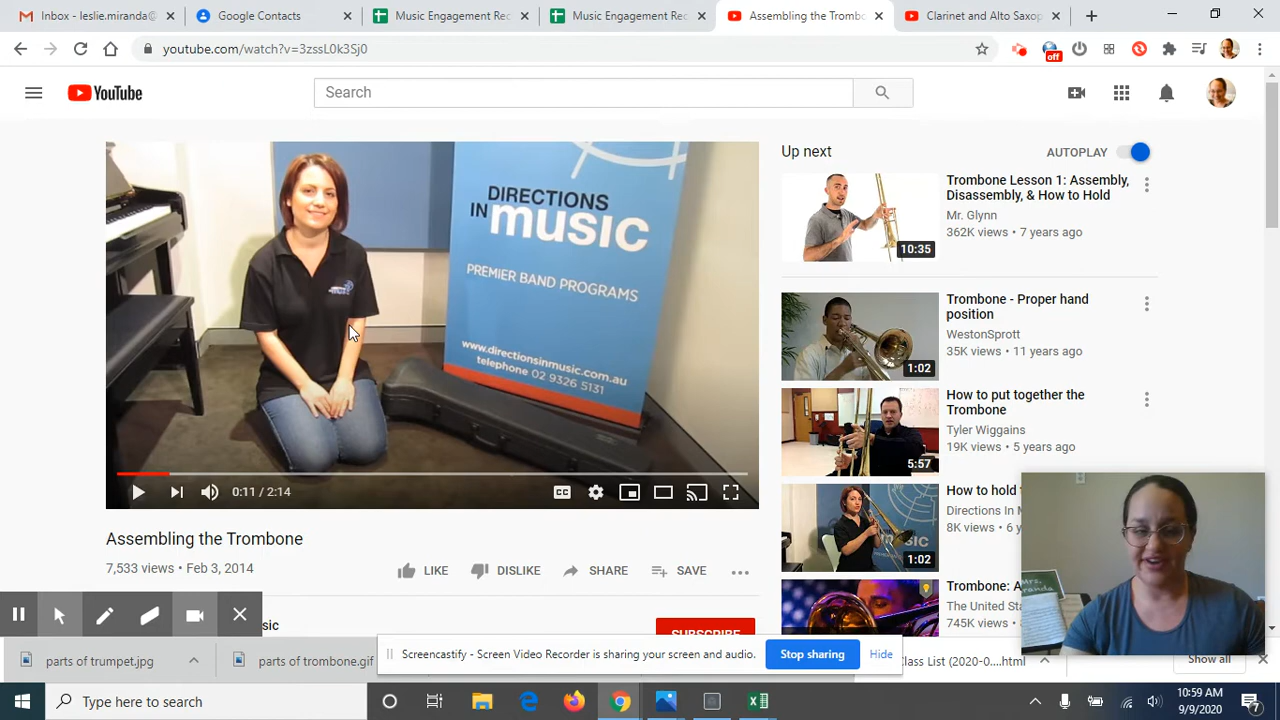 Inbox - leslie.miranda@
Google Contacts
Music Engagement Rec
Music Engagement Rec
Assembling the Trombo
Clarinet and Alto Saxop
youtube.com/watch?v=3zssL0k3Sj0
off
YouTube
Search
DIRECTIONS
IN music
PREMIER BAND PROGRAMS
www.directionsinmusic.com.au
telephone 02 9326 5131
0:11 / 2:14
CC
Assembling the Trombone
7,533 views • Feb 3, 2014
LIKE
DISLIKE
SHARE
SAVE
sic
SUBSCRIBE
Up next
AUTOPLAY
10:35
Trombone Lesson 1: Assembly,
Disassembly, & How to Hold
Mr. Glynn
362K views • 7 years ago
1:02
Trombone - Proper hand
position
WestonSprott
35K views • 11 years ago
5:57
How to put together the
Trombone
Tyler Wiggains
19K views • 5 years ago
1:02
How to hold
Directions In M
8K views • 6 y
Trombone: A
The United Sta
745K views
Mrs.
Screencastify - Screen Video Recorder is sharing your screen and audio.
Stop sharing
Hide
parts of trumpet.jpg
parts of trombone.gif
Class List (2020-0....html
Show all
Type here to search
10:59 AM
9/9/2020
7